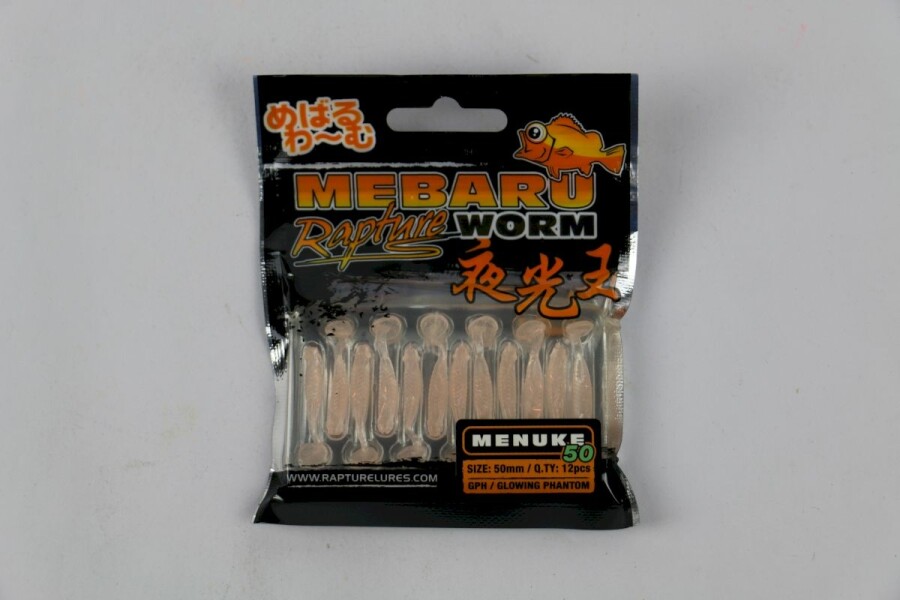 めばる
わ〜む
MEBARU
Rapture WORM
夜光王
MENUKE
50
SIZE: 50mm / Q.TY: 12pcs
GPH / GLOWING PHANTOM
WWW.RAPTURELURES.COM